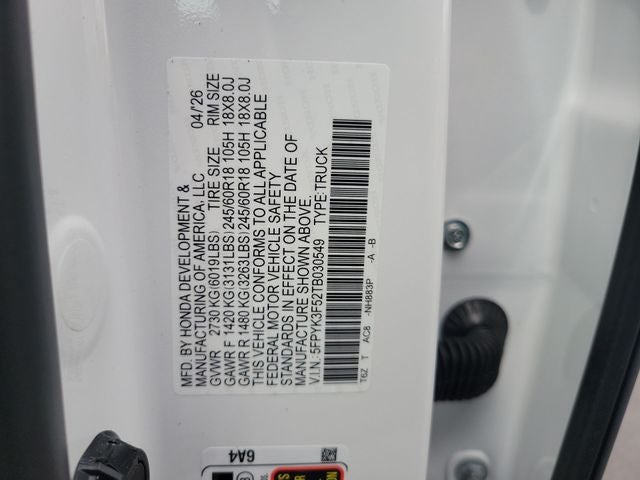 MFD. BY HONDA DEVELOPMENT &
MANUFACTURING OF AMERICA, LLC 04/26
GVWR 2730 KG(6019LBS) TIRE SIZE RIM SIZE
GAWR F 1420 KG(3131LBS) 245/60R18 105H 18X8.0J
GAWR R 1480 KG(3263LBS) 245/60R18 105H 18X8.0J
THIS VEHICLE CONFORMS TO ALL APPLICABLE
FEDERAL MOTOR VEHICLE SAFETY
STANDARDS IN EFFECT ON THE DATE OF
MANUFACTURE SHOWN ABOVE.
V.I.N.: 5FPYK3F52TB030549 TYPE:TRUCK
T6Z T AC8 -NH883P -A -B
6A4